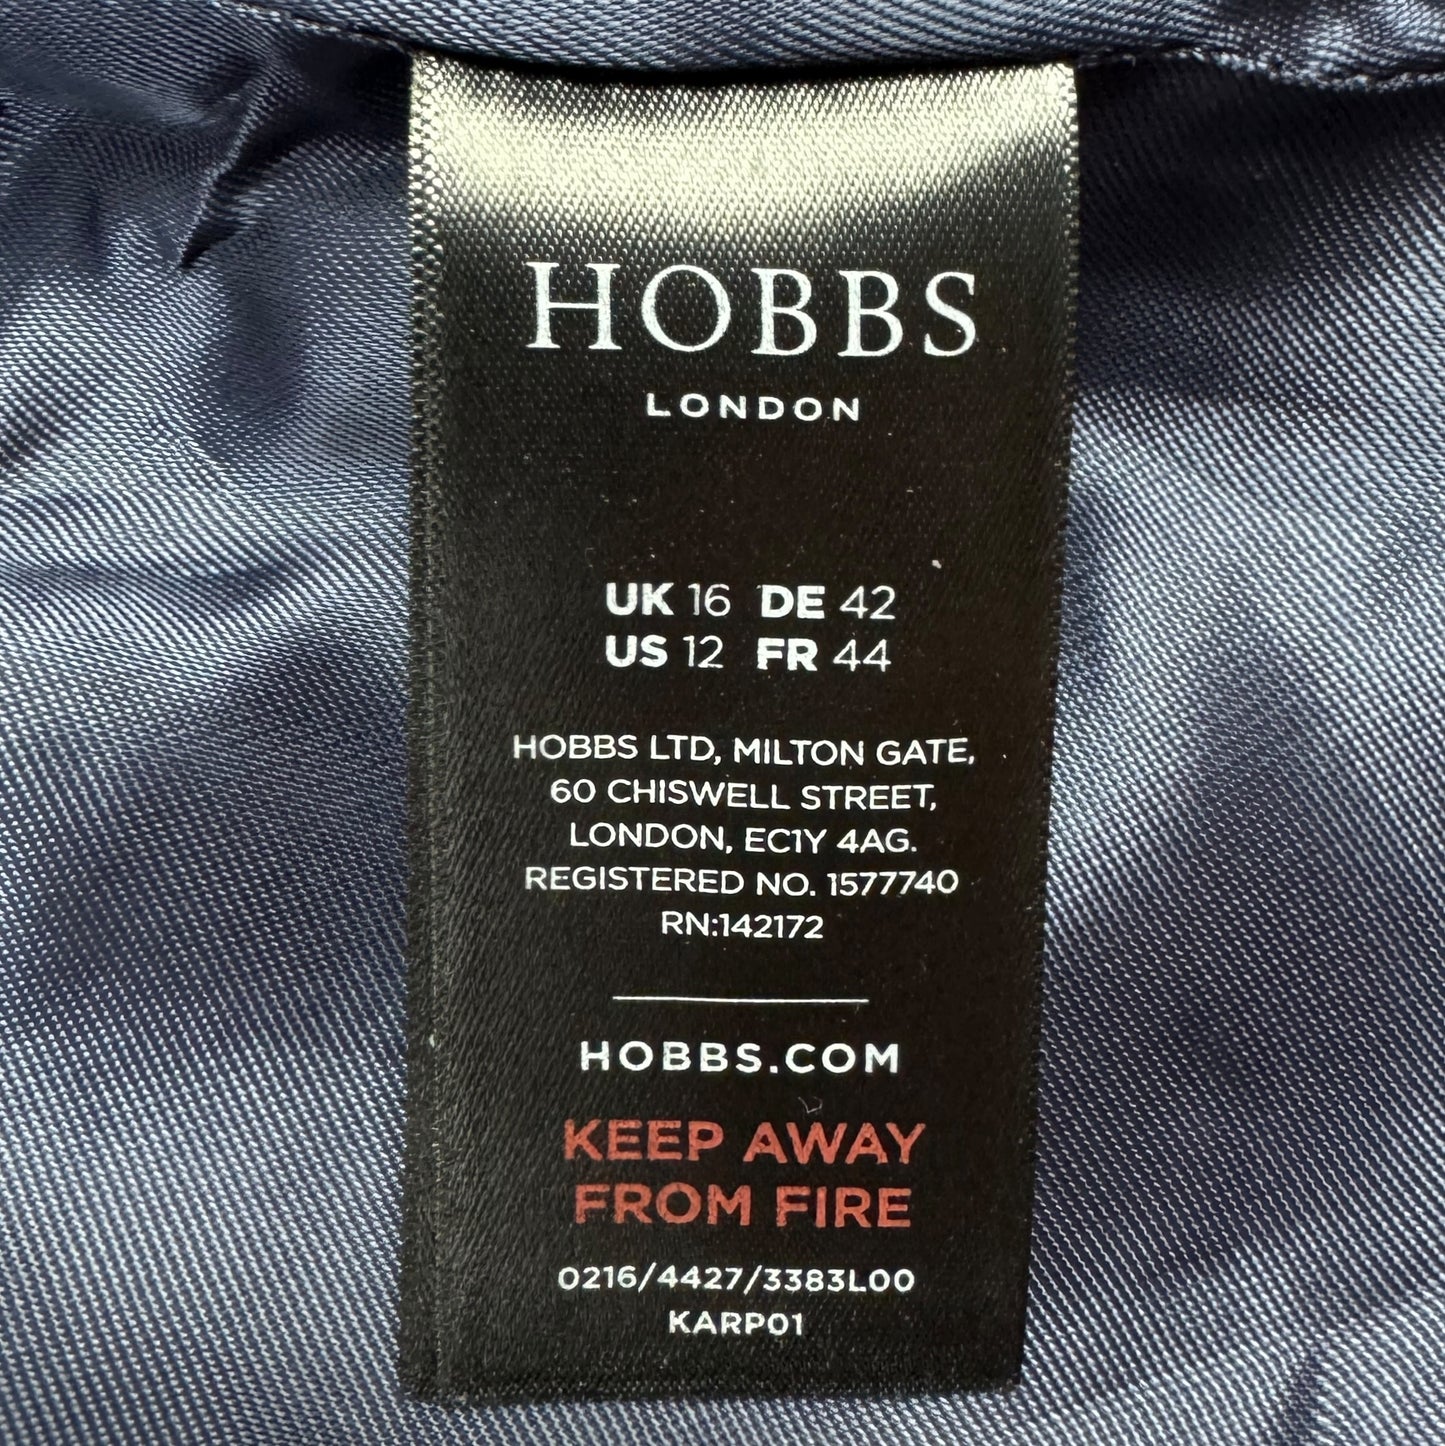 HOBBS
LONDON
UK 16 DE 42
US 12 FR 44
HOBBS LTD, MILTON GATE,
60 CHISWELL STREET,
LONDON, EC1Y 4AG.
REGISTERED NO. 1577740
RN:142172
HOBBS.COM
KEEP AWAY
FROM FIRE
0216/4427/3383L00
KARP01